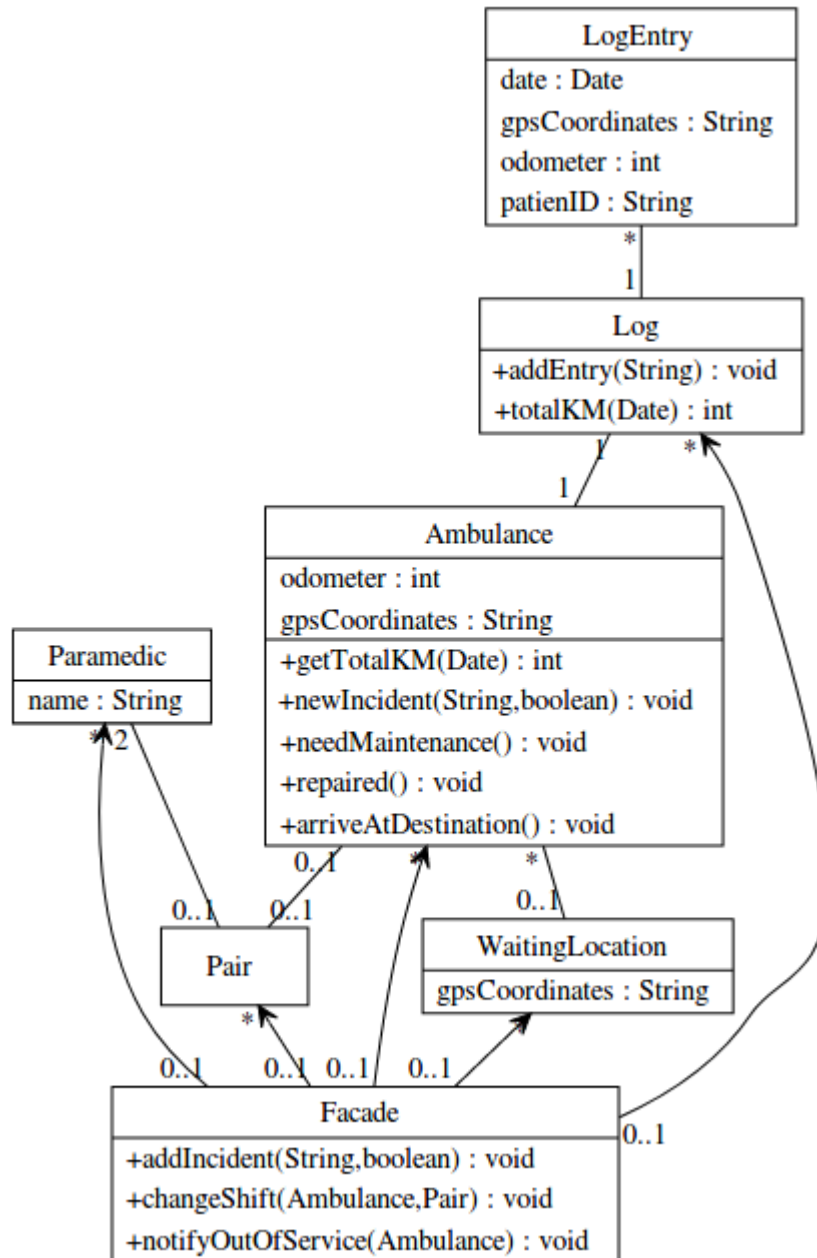 LogEntry
date : Date
gpsCoordinates : String
odometer : int
patienID : String
*
1
Log
+addEntry(String) : void
+totalKM(Date) : int
1
*
1
Ambulance
odometer : int
gpsCoordinates : String
+getTotalKM(Date) : int
+newIncident(String,boolean) : void
+needMaintenance() : void
+repaired() : void
+arriveAtDestination() : void
Paramedic
name : String
* 2
0..1
*
*
0..1
0..1
0..1
Pair
WaitingLocation
gpsCoordinates : String
*
*
0..1
0..1
0..1
0..1
0..1
Facade
+addIncident(String,boolean) : void
+changeShift(Ambulance,Pair) : void
+notifyOutOfService(Ambulance) : void